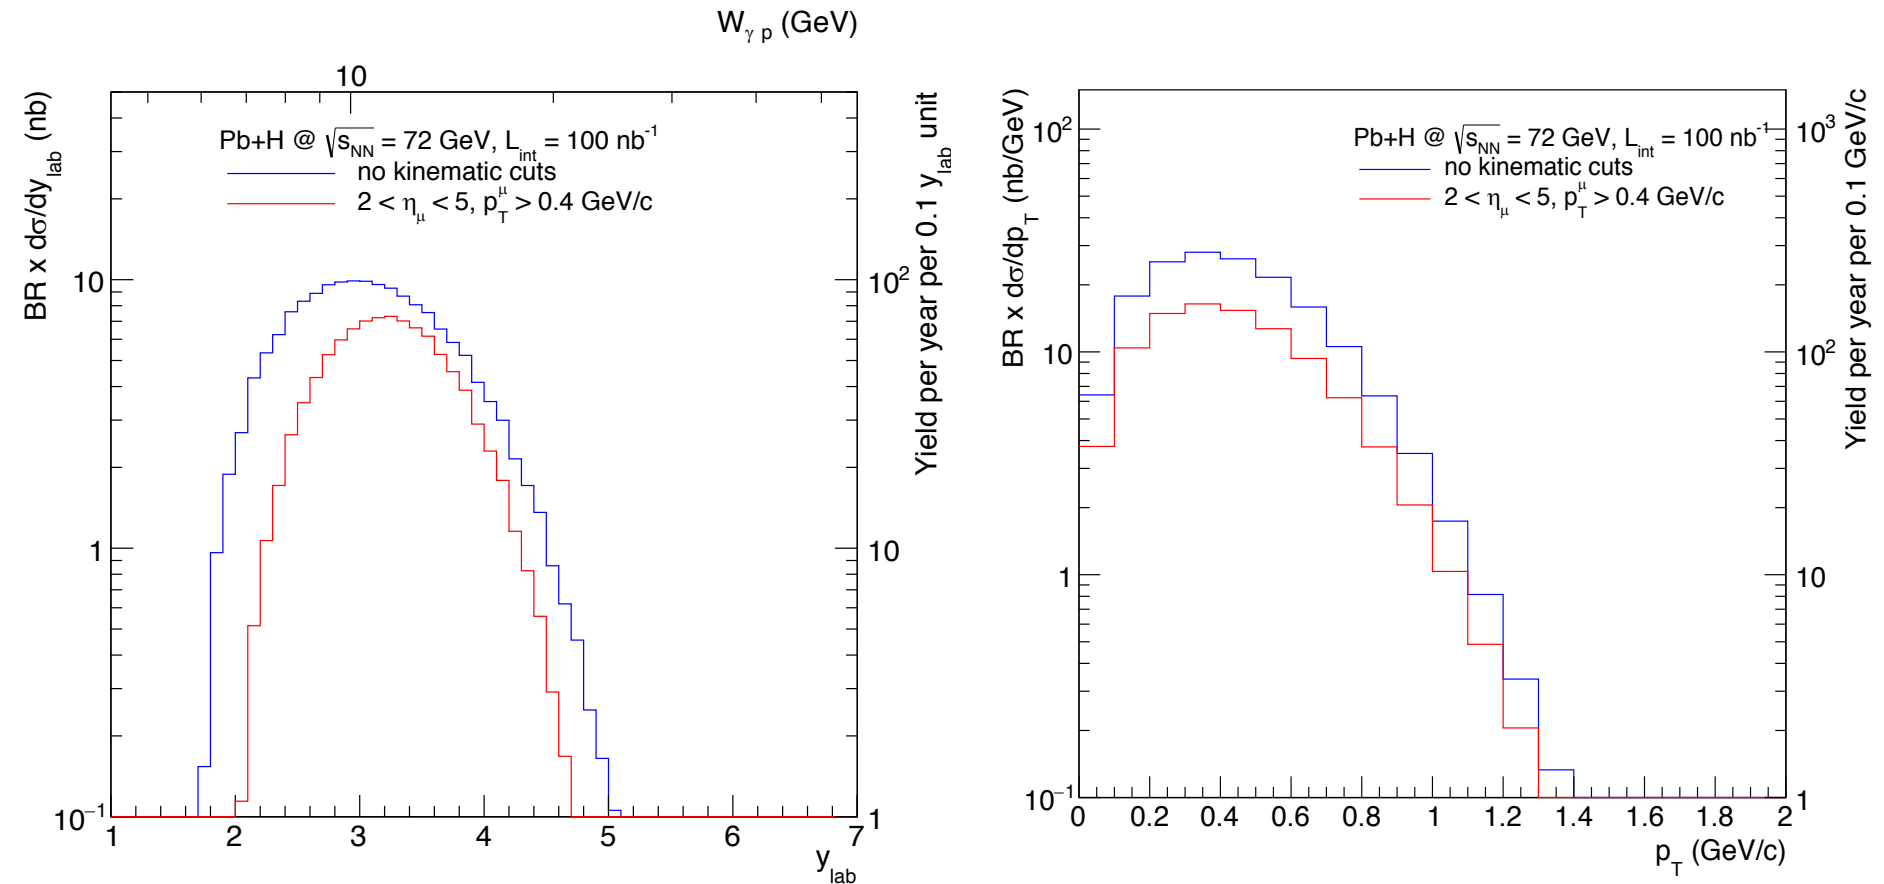 W_γ p (GeV)
10
BR x dσ/dy_lab (nb)
Pb+H @ √s_NN = 72 GeV, L_int = 100 nb^-1
no kinematic cuts
2 < η_μ < 5, p_T^μ > 0.4 GeV/c
10
1
10^-1
10^2
10
1
Yield per year per 0.1 y_lab unit
1 2 3 4 5 6 7
y_lab
BR x dσ/dp_T (nb/GeV)
Pb+H @ √s_NN = 72 GeV, L_int = 100 nb^-1
no kinematic cuts
2 < η_μ < 5, p_T^μ > 0.4 GeV/c
10^2
10
1
10^-1
10^3
10^2
10
1
Yield per year per 0.1 GeV/c
0 0.2 0.4 0.6 0.8 1 1.2 1.4 1.6 1.8 2
p_T (GeV/c)